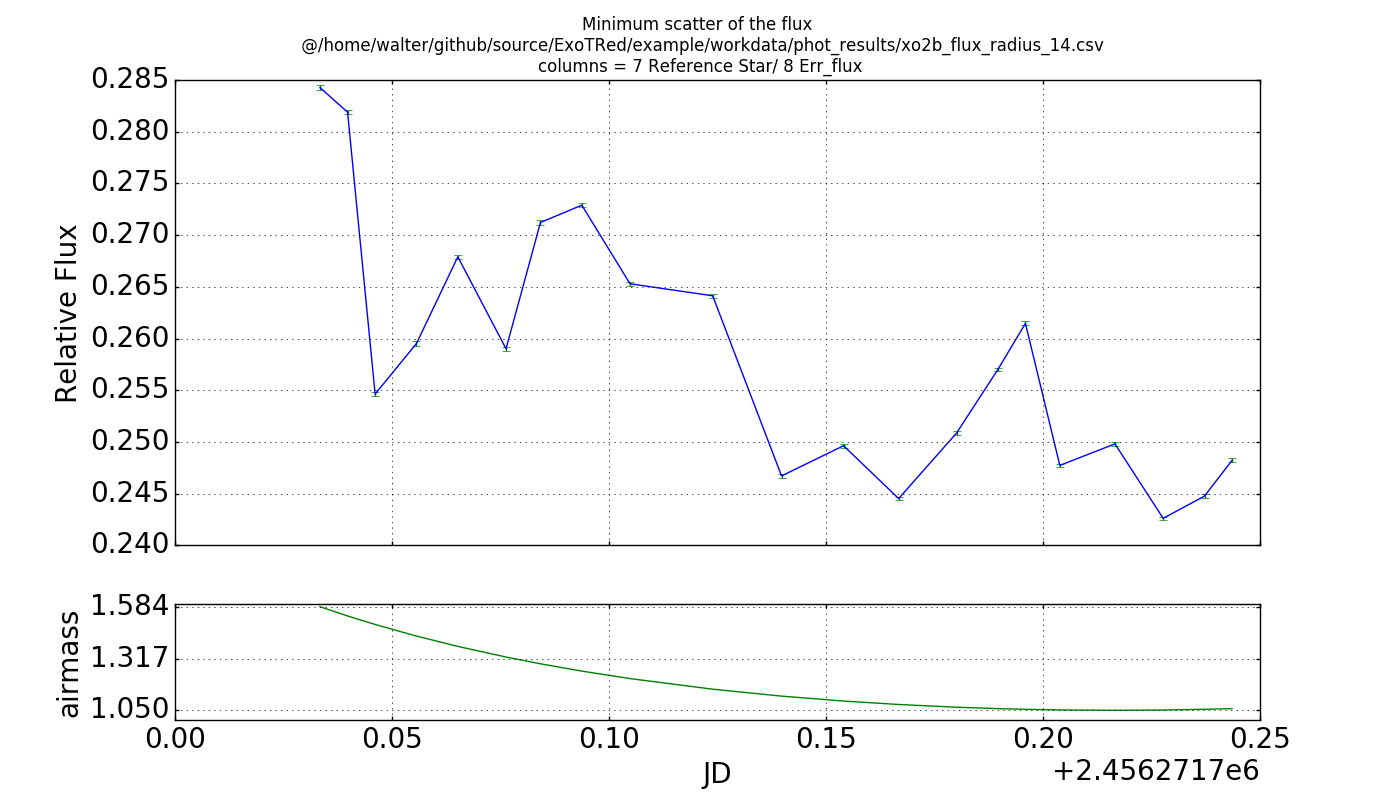 Minimum scatter of the flux
@/home/walter/github/source/ExoTRed/example/workdata/phot_results/xo2b_flux_radius_14.csv
columns = 7 Reference Star/ 8 Err_flux
0.285
0.280
0.275
0.270
0.265
0.260
0.255
0.250
0.245
0.240
Relative Flux
1.584
1.317
1.050
airmass
0.00 0.05 0.10 0.15 0.20 0.25
JD
+2.4562717e6